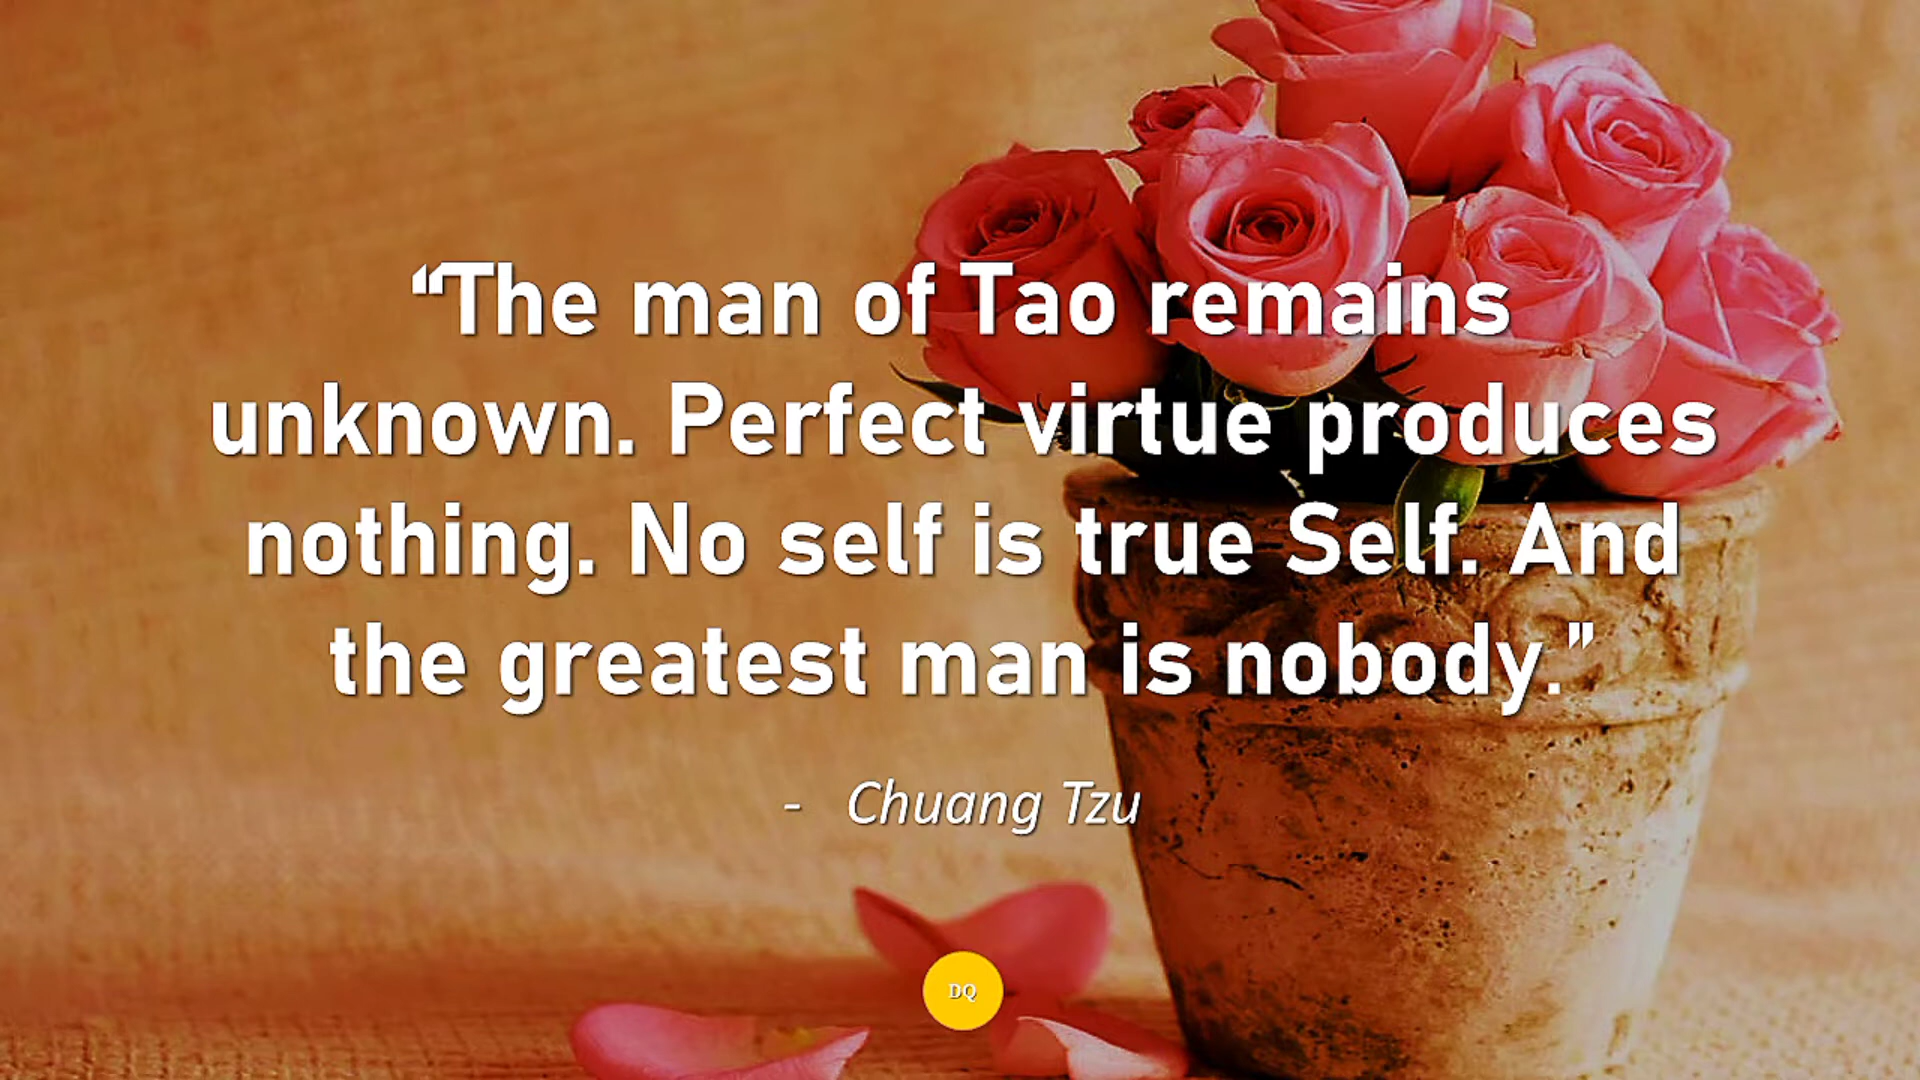 “The man of Tao remains
unknown. Perfect virtue produces
nothing. No self is true Self. And
the greatest man is nobody.”
- Chuang Tzu
DQ